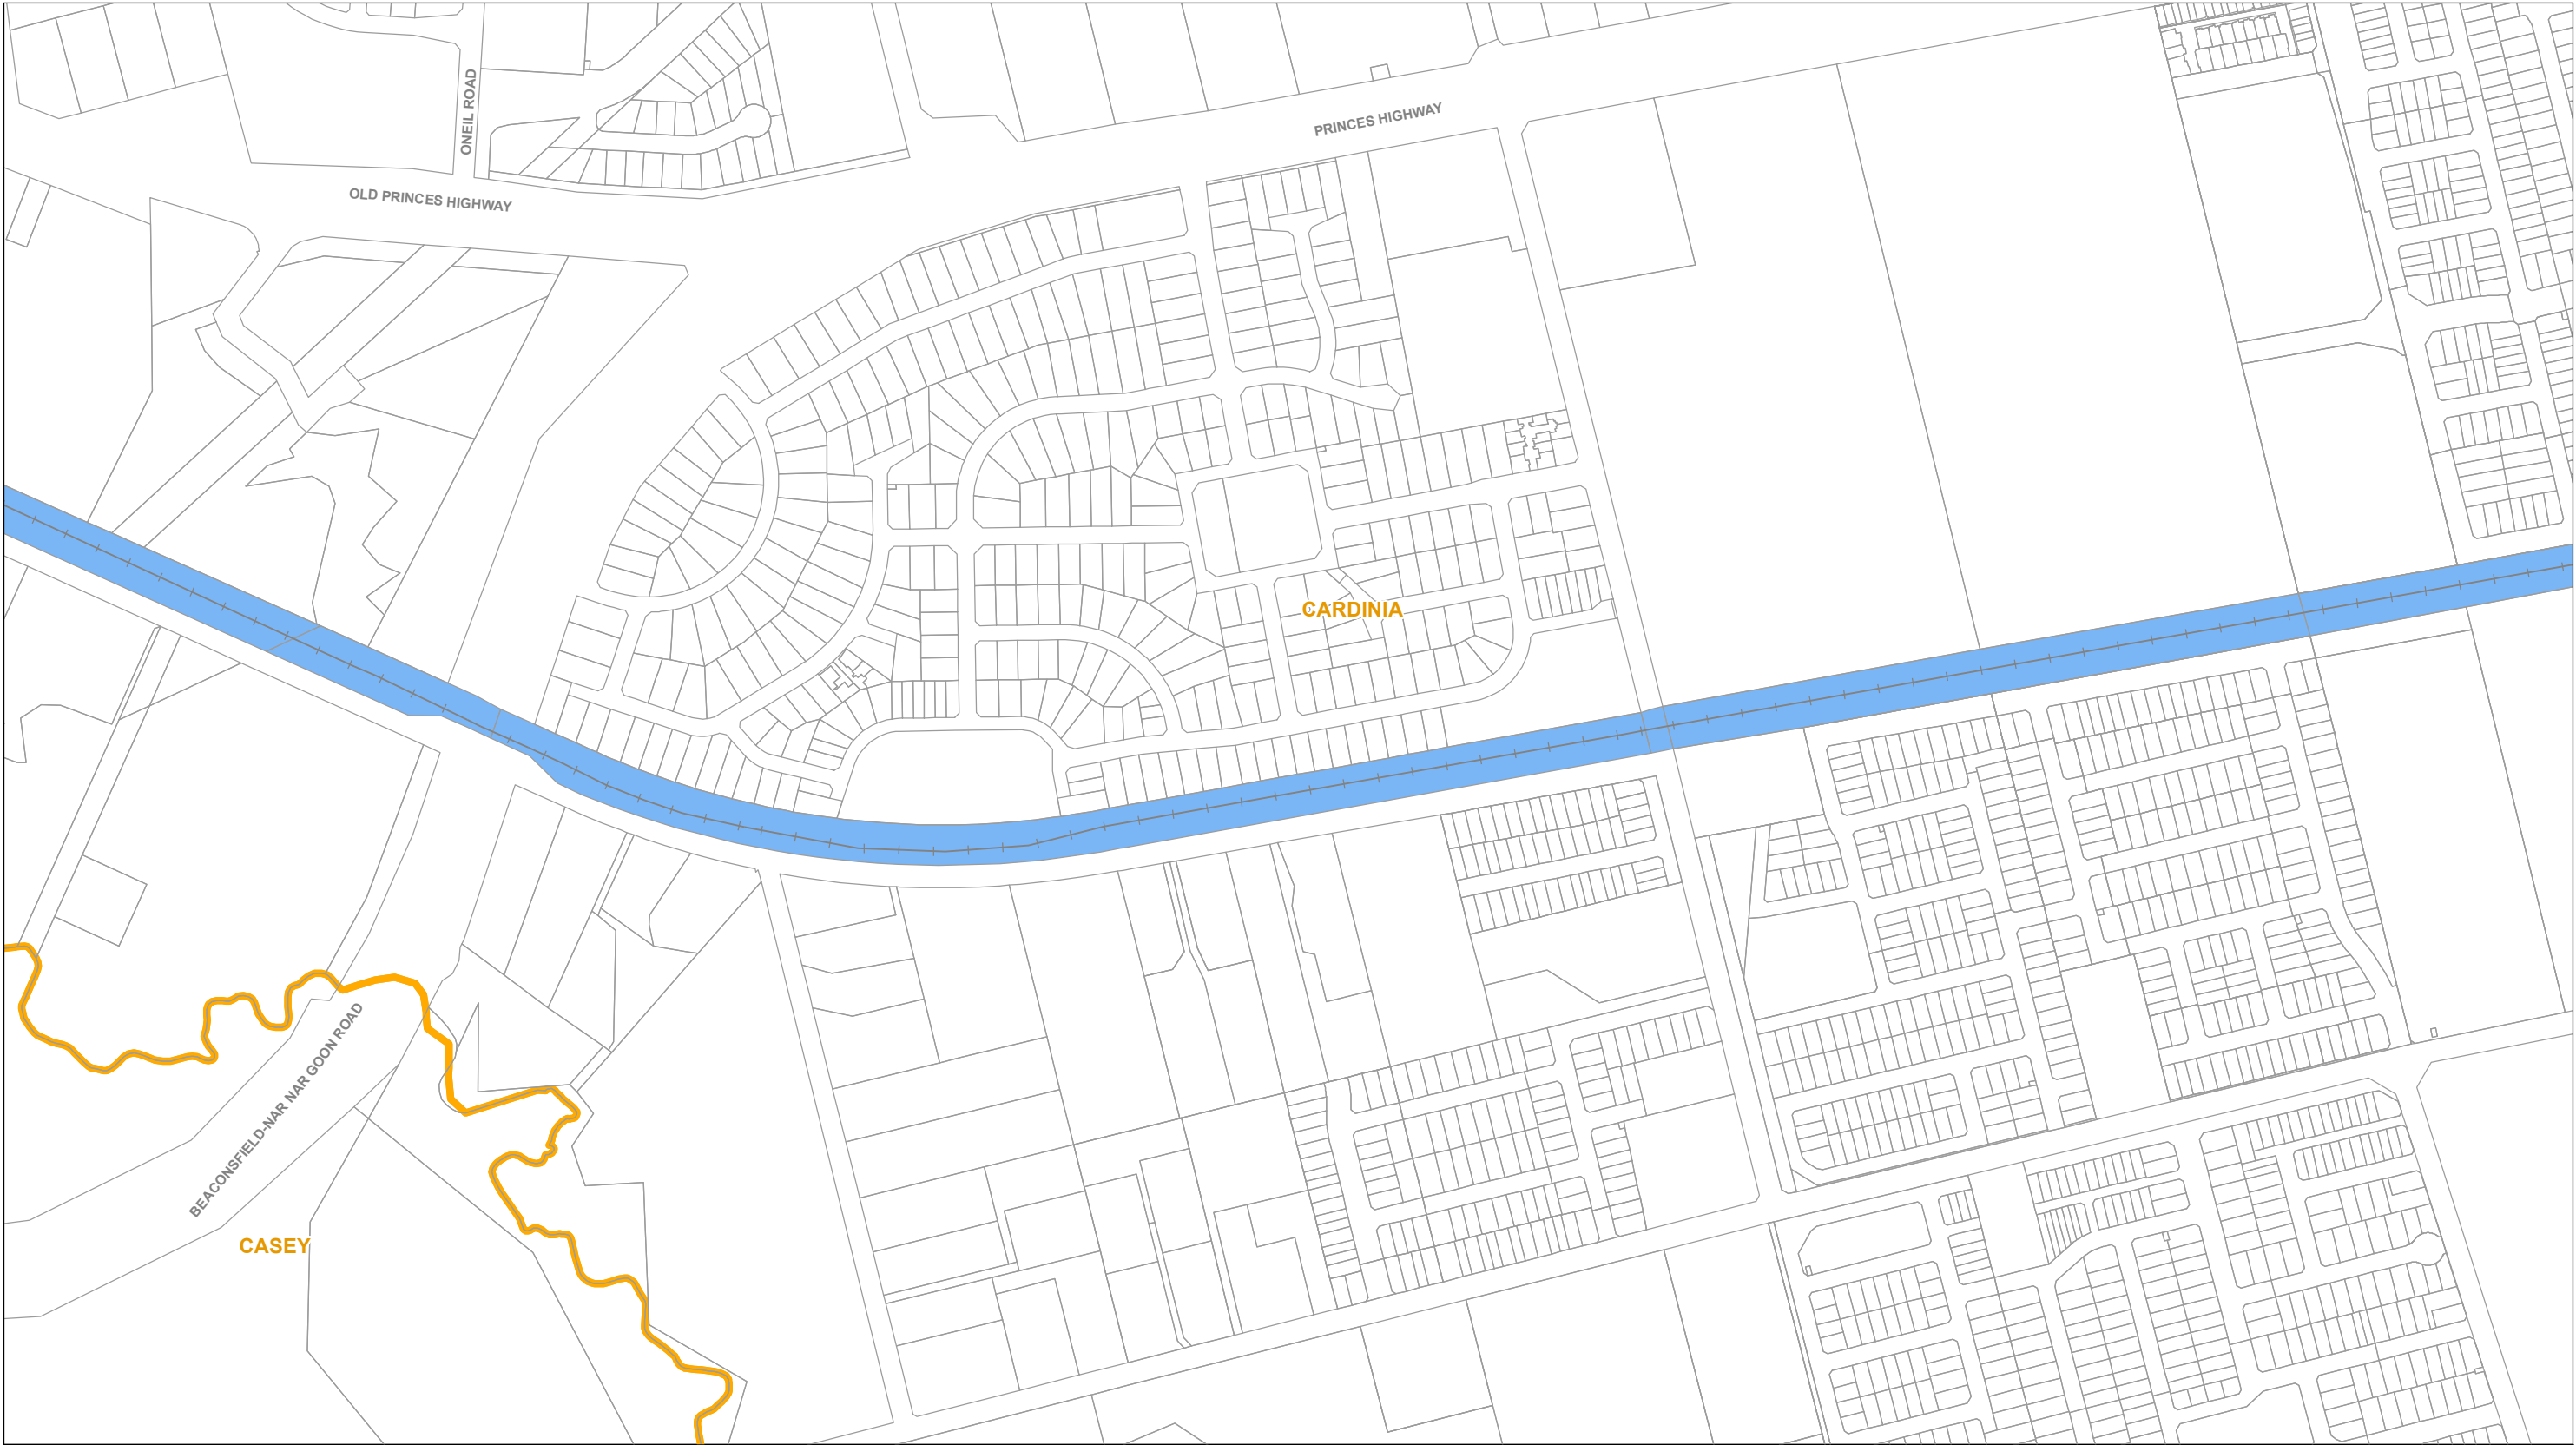 ONEIL ROAD
PRINCES HIGHWAY
OLD PRINCES HIGHWAY
CARDINIA
BEACONSFIELD-NAR NAR GOON ROAD
CASEY